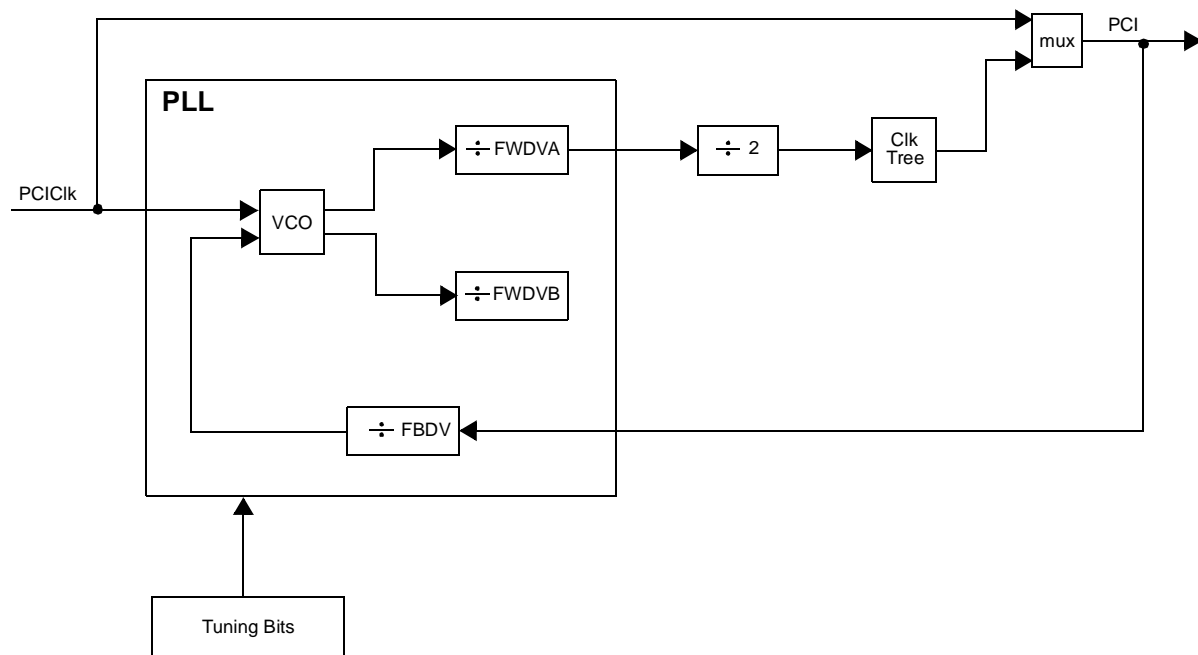 PCI
mux
PLL
÷ FWDVA
÷ 2
Clk
Tree
PCIClk
VCO
÷ FWDVB
÷ FBDV
Tuning Bits